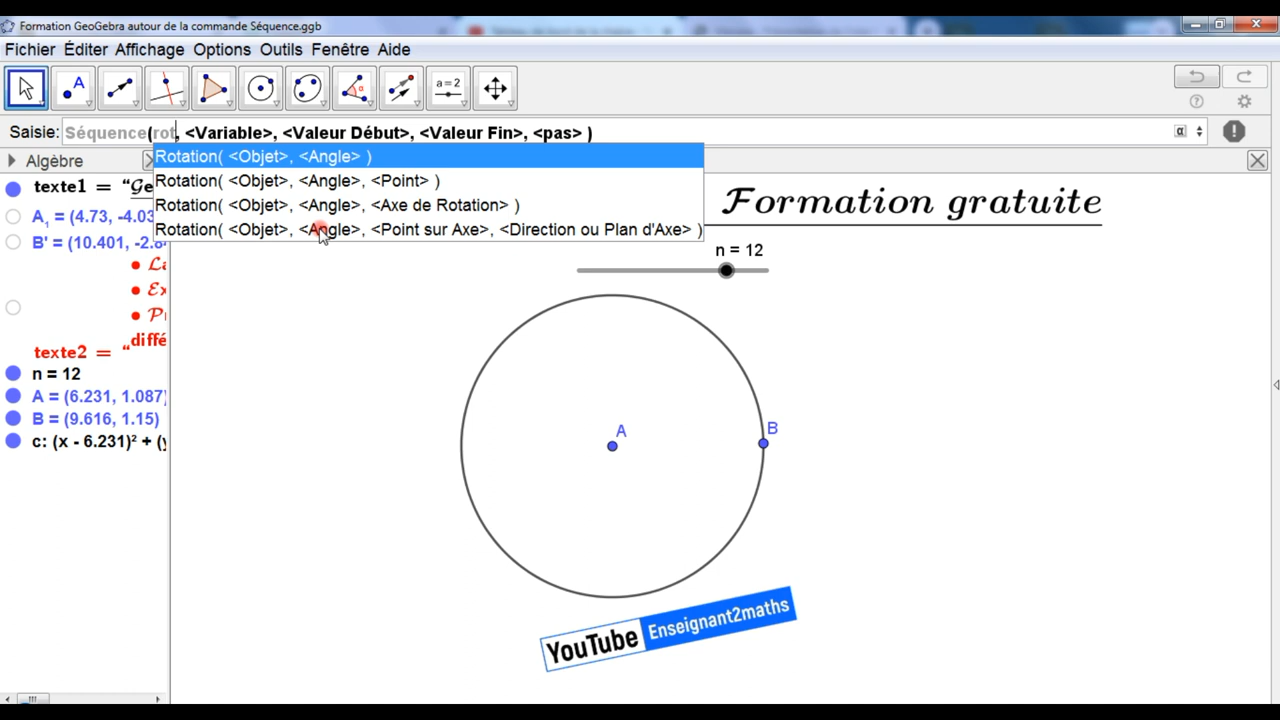 Formation GeoGebra autour de la commande Séquence.ggb
Fichier Éditer Affichage Options Outils Fenêtre Aide
A
α
a=2
Saisie: Séquence(rot, <Variable>, <Valeur Début>, <Valeur Fin>, <pas> )
α
Algèbre
Rotation( <Objet>, <Angle> )
Rotation( <Objet>, <Angle>, <Point> )
Rotation( <Objet>, <Angle>, <Axe de Rotation> )
Rotation( <Objet>, <Angle>, <Point sur Axe>, <Direction ou Plan d'Axe> )
texte1 = “Ge
A₁ = (4.73, -4.03
B' = (10.401, -2.84
• La
• Ex
• Pr
diffé
texte2 = “
n = 12
A = (6.231, 1.087)
B = (9.616, 1.15)
c: (x - 6.231)² + (y
Formation gratuite
n = 12
A
B
YouTube Enseignant2maths